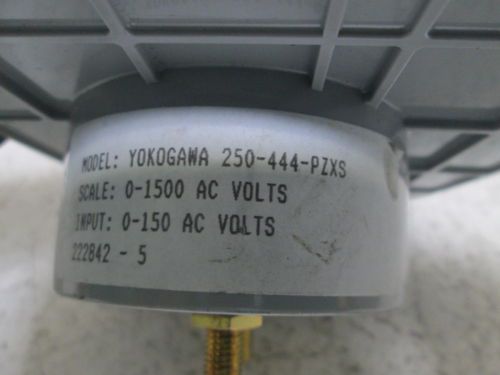 MODEL: YOKOGAWA 250-444-PZXS
SCALE: 0-1500 AC VOLTS
INPUT: 0-150 AC VOLTS
222842 - 5